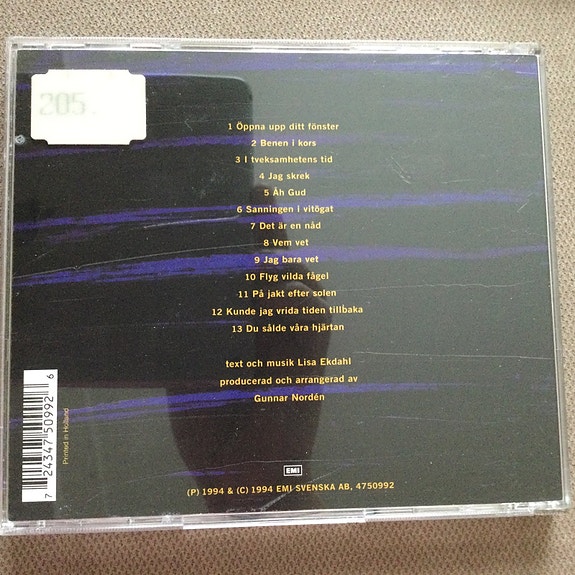 205.
1 Öppna upp ditt fönster
2 Benen i kors
3 I tveksamhetens tid
4 Jag skrek
5 Åh Gud
6 Sanningen i vitögat
7 Det är en nåd
8 Vem vet
9 Jag bara vet
10 Flyg vilda fågel
11 På jakt efter solen
12 Kunde jag vrida tiden tillbaka
13 Du sålde våra hjärtan
text och musik Lisa Ekdahl
producerad och arrangerad av
Gunnar Nordén
7 24347 50992 6
Printed in Holland
EMI
(P) 1994 & (C) 1994 EMI SVENSKA AB, 4750992